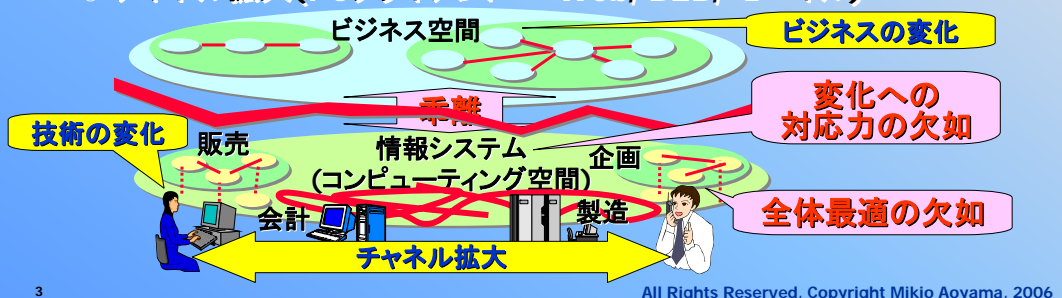 ビジネス空間
ビジネスの変化
乖離
変化への
対応力の欠如
技術の変化
販売
情報システム
(コンピューティング空間)
企画
会計
製造
全体最適の欠如
チャネル拡大
3
All Rights Reserved, Copyright Mikio Aoyama, 2006